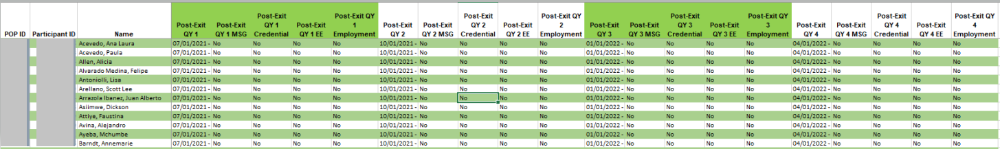 POP ID Participant ID Name Post-Exit QY 1 Post-Exit QY 1 MSG Post-Exit QY 1 Credential Post-Exit QY 1 EE Post-Exit QY 1 Employment Post-Exit QY 2 Post-Exit QY 2 MSG Post-Exit QY 2 Credential Post-Exit QY 2 EE Post-Exit QY 2 Employment Post-Exit QY 3 Post-Exit QY 3 MSG Post-Exit QY 3 Credential Post-Exit QY 3 EE Post-Exit QY 3 Employment Post-Exit QY 4 Post-Exit QY 4 MSG Post-Exit QY 4 Credential Post-Exit QY 4 EE Post-Exit QY 4 Employment
Acevedo, Ana Laura 07/01/2021 - No No No No 10/01/2021 - No No No No 01/01/2022 - No No No No 04/01/2022 - No No No No
Acevedo, Paula 07/01/2021 - No No No No 10/01/2021 - No No No No 01/01/2022 - No No No No 04/01/2022 - No No No No
Allen, Alicia 07/01/2021 - No No No No 10/01/2021 - No No No No 01/01/2022 - No No No No 04/01/2022 - No No No No
Alvarado Medina, Felipe 07/01/2021 - No No No No 10/01/2021 - No No No No 01/01/2022 - No No No No 04/01/2022 - No No No No
Antoniolli, Lisa 07/01/2021 - No No No No 10/01/2021 - No No No No 01/01/2022 - No No No No 04/01/2022 - No No No No
Arellano, Scott Lee 07/01/2021 - No No No No 10/01/2021 - No No No No 01/01/2022 - No No No No 04/01/2022 - No No No No
Arrazola Ibanez, Juan Alberto 07/01/2021 - No No No No 10/01/2021 - No No No No 01/01/2022 - No No No No 04/01/2022 - No No No No
Asiimwe, Dickson 07/01/2021 - No No No No 10/01/2021 - No No No No 01/01/2022 - No No No No 04/01/2022 - No No No No
Attiye, Faustina 07/01/2021 - No No No No 10/01/2021 - No No No No 01/01/2022 - No No No No 04/01/2022 - No No No No
Avina, Alejandro 07/01/2021 - No No No No 10/01/2021 - No No No No 01/01/2022 - No No No No 04/01/2022 - No No No No
Ayeba, Mchumbe 07/01/2021 - No No No No 10/01/2021 - No No No No 01/01/2022 - No No No No 04/01/2022 - No No No No
Barndt, Annemarie 07/01/2021 - No No No No 10/01/2021 - No No No No 01/01/2022 - No No No No 04/01/2022 - No No No No